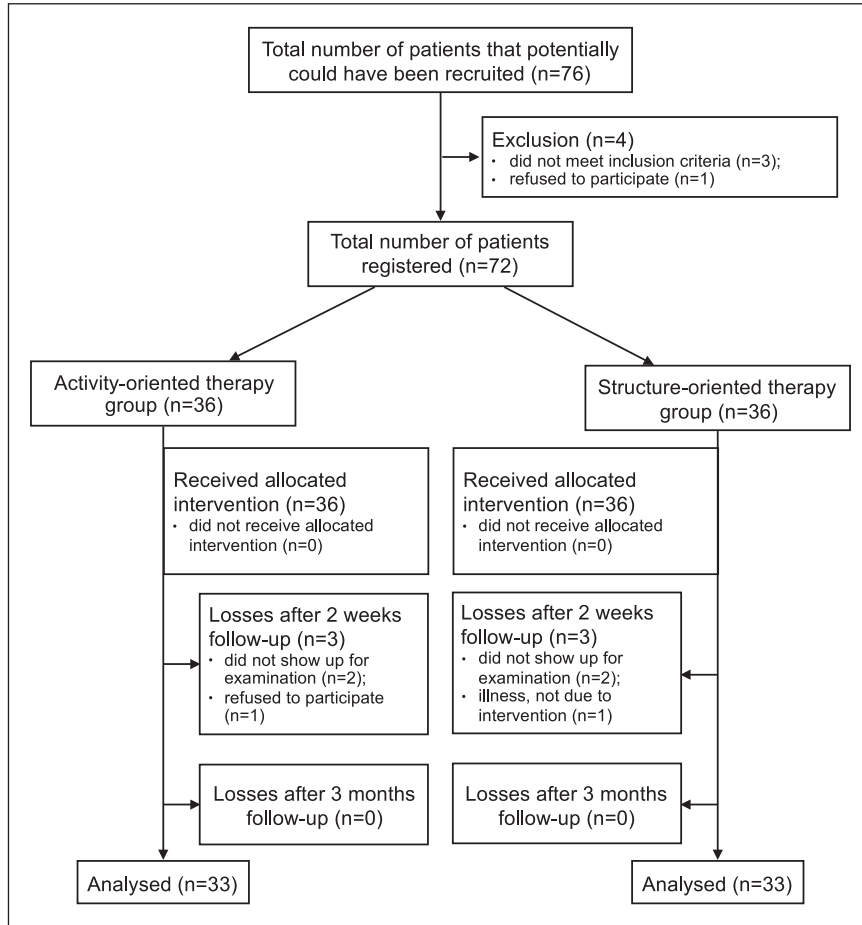 Total number of patients that potentially
could have been recruited (n=76)
Exclusion (n=4)
• did not meet inclusion criteria (n=3);
• refused to participate (n=1)
Total number of patients
registered (n=72)
Activity-oriented therapy
group (n=36)
Structure-oriented therapy
group (n=36)
Received allocated
intervention (n=36)
• did not receive allocated
intervention (n=0)
Received allocated
intervention (n=36)
• did not receive allocated
intervention (n=0)
Losses after 2 weeks
follow-up (n=3)
• did not show up for
examination (n=2);
• refused to participate
(n=1)
Losses after 2 weeks
follow-up (n=3)
• did not show up for
examination (n=2);
• illness, not due to
intervention (n=1)
Losses after 3 months
follow-up (n=0)
Losses after 3 months
follow-up (n=0)
Analysed (n=33)
Analysed (n=33)